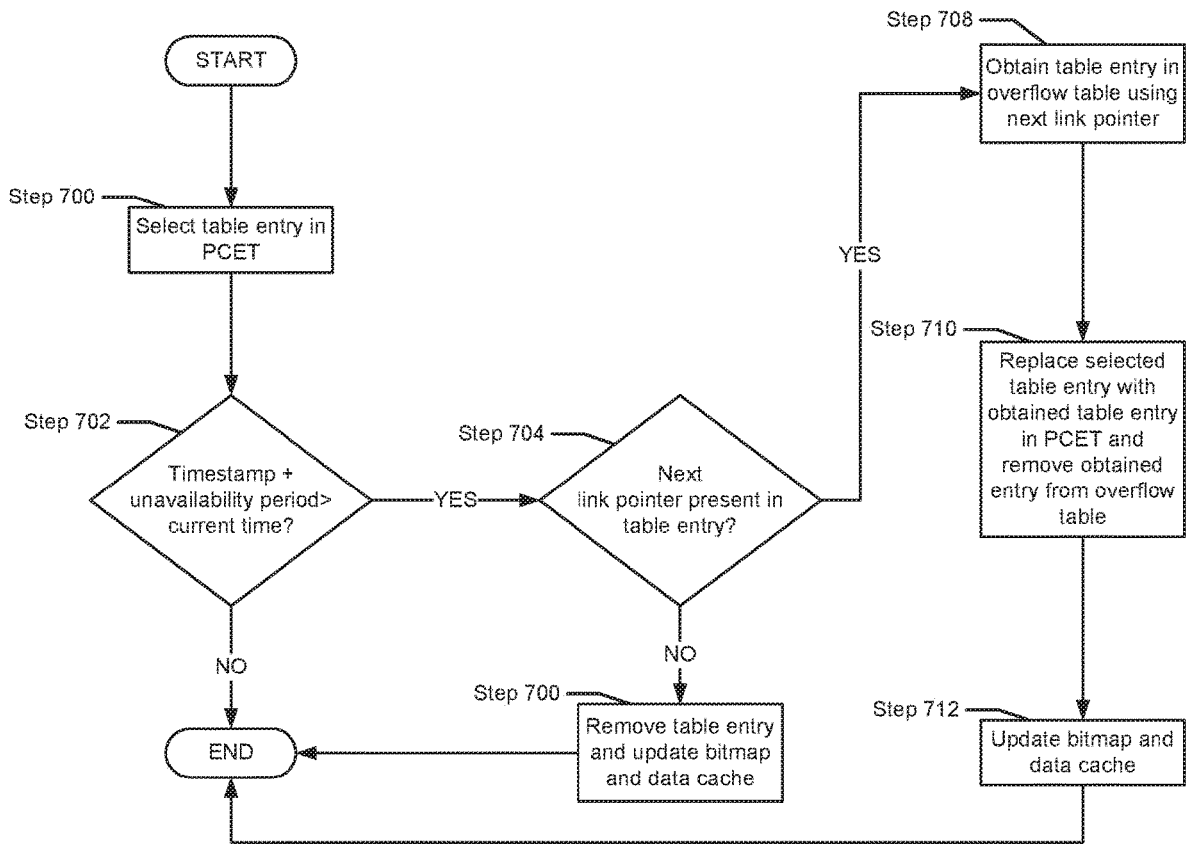 START
Step 700
Select table entry in
PCET
Step 702
Timestamp +
unavailability period>
current time?
YES
NO
Step 704
Next
link pointer present in
table entry?
YES
NO
Step 700
Remove table entry
and update bitmap
and data cache
END
Step 708
Obtain table entry in
overflow table using
next link pointer
Step 710
Replace selected
table entry with
obtained table entry
in PCET and
remove obtained
entry from overflow
table
Step 712
Update bitmap and
data cache